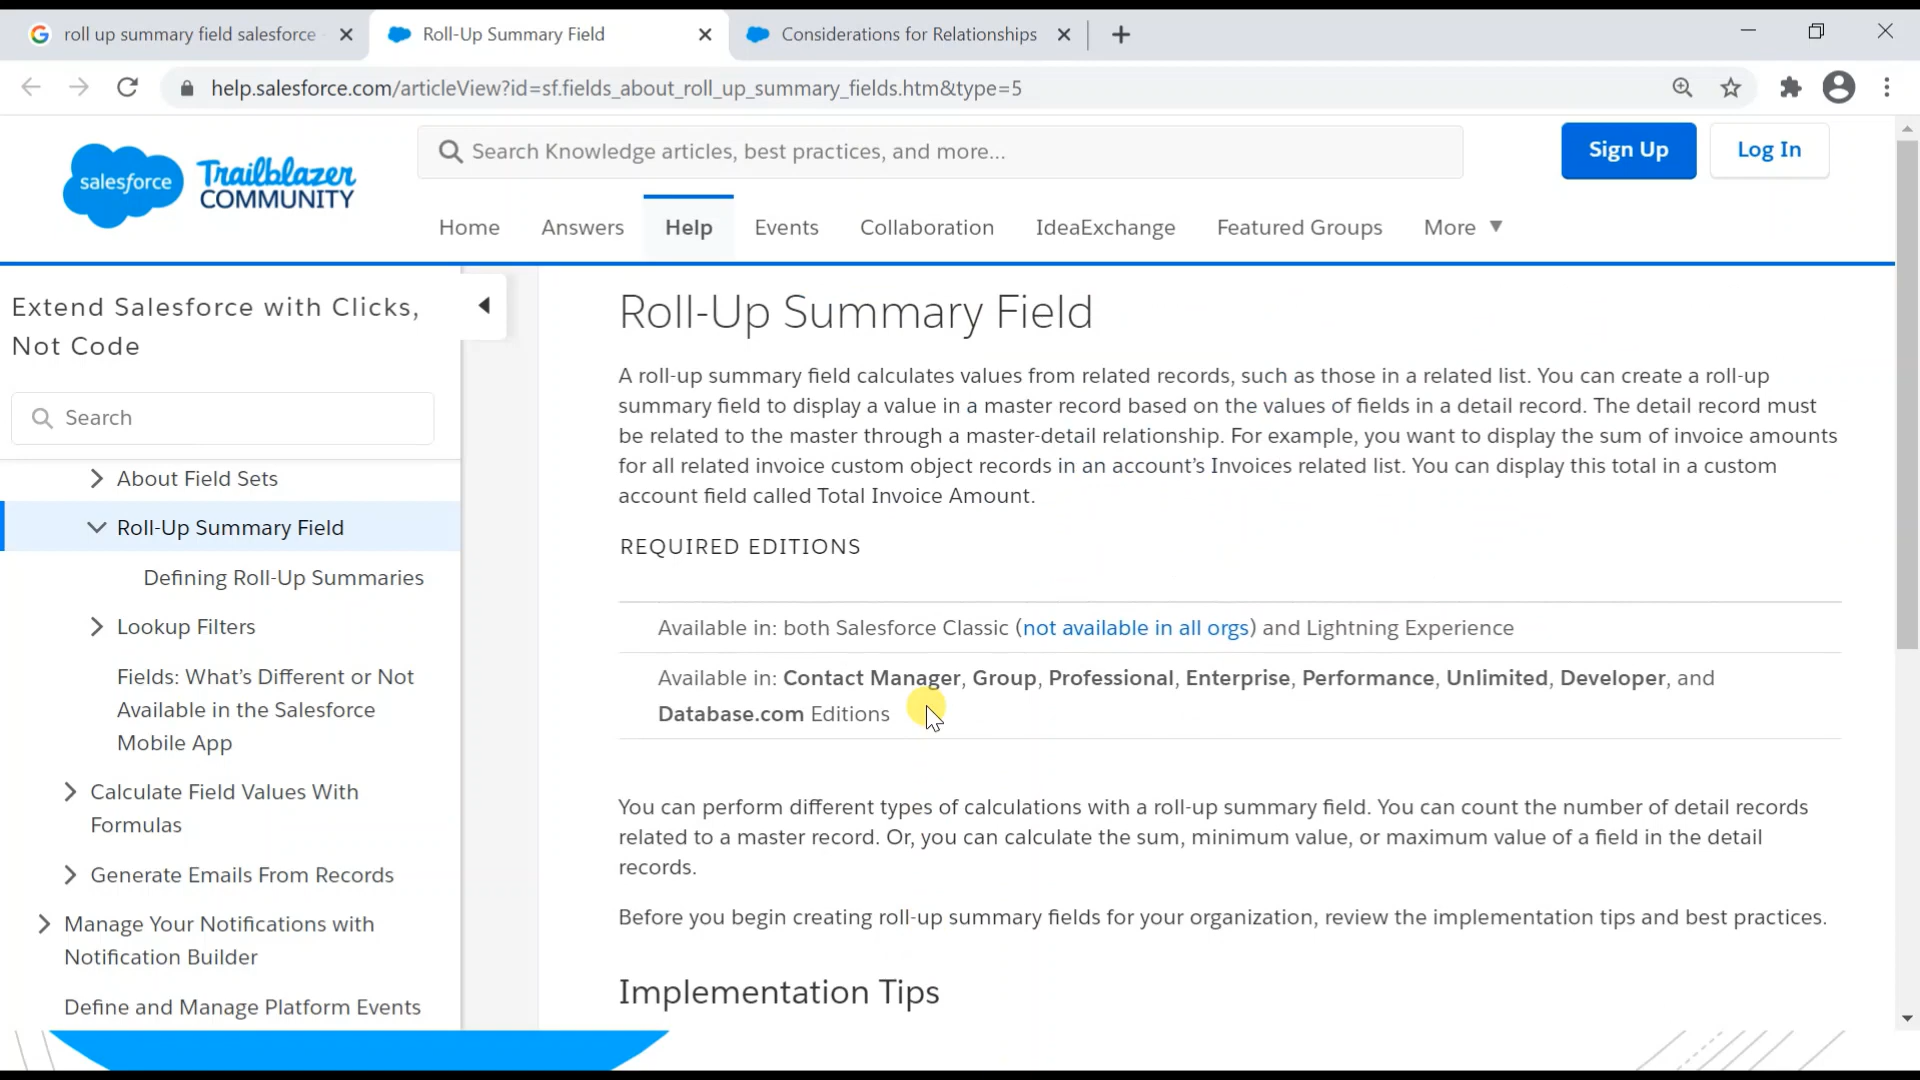 roll up summary field salesforce
Roll-Up Summary Field
Considerations for Relationships
help.salesforce.com/articleView?id=sf.fields_about_roll_up_summary_fields.htm&type=5
salesforce
Trailblazer
COMMUNITY
Search Knowledge articles, best practices, and more...
Sign Up
Log In
Home
Answers
Help
Events
Collaboration
IdeaExchange
Featured Groups
More
Extend Salesforce with Clicks,
Not Code
Search
About Field Sets
Roll-Up Summary Field
Defining Roll-Up Summaries
Lookup Filters
Fields: What’s Different or Not
Available in the Salesforce
Mobile App
Calculate Field Values With
Formulas
Generate Emails From Records
Manage Your Notifications with
Notification Builder
Define and Manage Platform Events
Roll-Up Summary Field
A roll-up summary field calculates values from related records, such as those in a related list. You can create a roll-up
summary field to display a value in a master record based on the values of fields in a detail record. The detail record must
be related to the master through a master-detail relationship. For example, you want to display the sum of invoice amounts
for all related invoice custom object records in an account’s Invoices related list. You can display this total in a custom
account field called Total Invoice Amount.
REQUIRED EDITIONS
Available in: both Salesforce Classic (not available in all orgs) and Lightning Experience
Available in: Contact Manager, Group, Professional, Enterprise, Performance, Unlimited, Developer, and
Database.com Editions
You can perform different types of calculations with a roll-up summary field. You can count the number of detail records
related to a master record. Or, you can calculate the sum, minimum value, or maximum value of a field in the detail
records.
Before you begin creating roll-up summary fields for your organization, review the implementation tips and best practices.
Implementation Tips